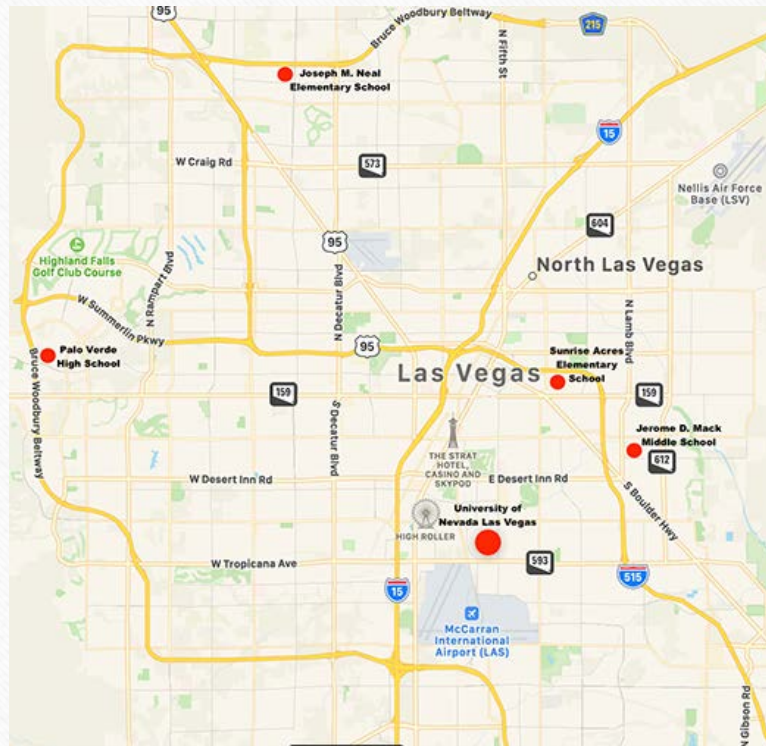 95
Bruce Woodbury Beltway
215
N Fifth St
Joseph M. Neal
Elementary School
15
W Craig Rd
573
Nellis Air Force
Base (LSV)
604
95
Highland Falls
Golf Club Course
N Rampart Blvd
N Decatur Blvd
North Las Vegas
W Summerlin Pkwy
N Lamb Blvd
Palo Verde
High School
95
Sunrise Acres
Elementary
School
Las Vegas
Bruce Woodbury Beltway
159
159
S Decatur Blvd
Jerome D. Mack
Middle School
612
THE STRAT
HOTEL,
CASINO AND
SKYPOD
W Desert Inn Rd
E Desert Inn Rd
S Boulder Hwy
University of
Nevada Las Vegas
HIGH ROLLER
W Tropicana Ave
593
15
515
McCarran
International
Airport (LAS)
N Gibson Rd